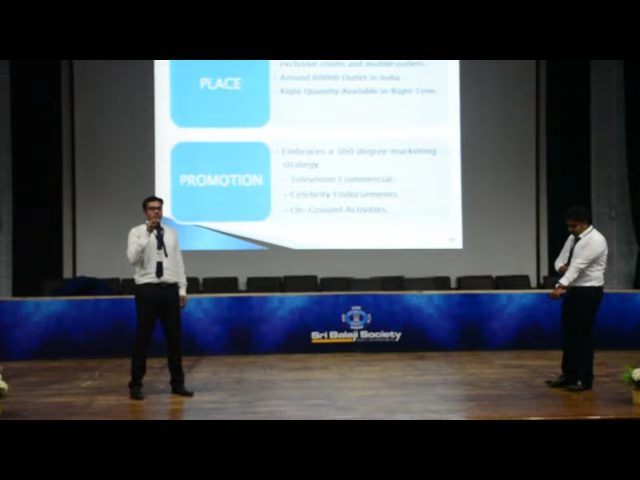 exclusive stores and mobile outlets.
PLACE
- Around 60000 Outlet in India
- Right Quantity Available in Right Time.
- Embraces a 360 degree marketing
strategy
PROMOTION
- Television Commercial.
- Celebrity Endorsements.
- On- Ground Activities.
Sri Balaji Society